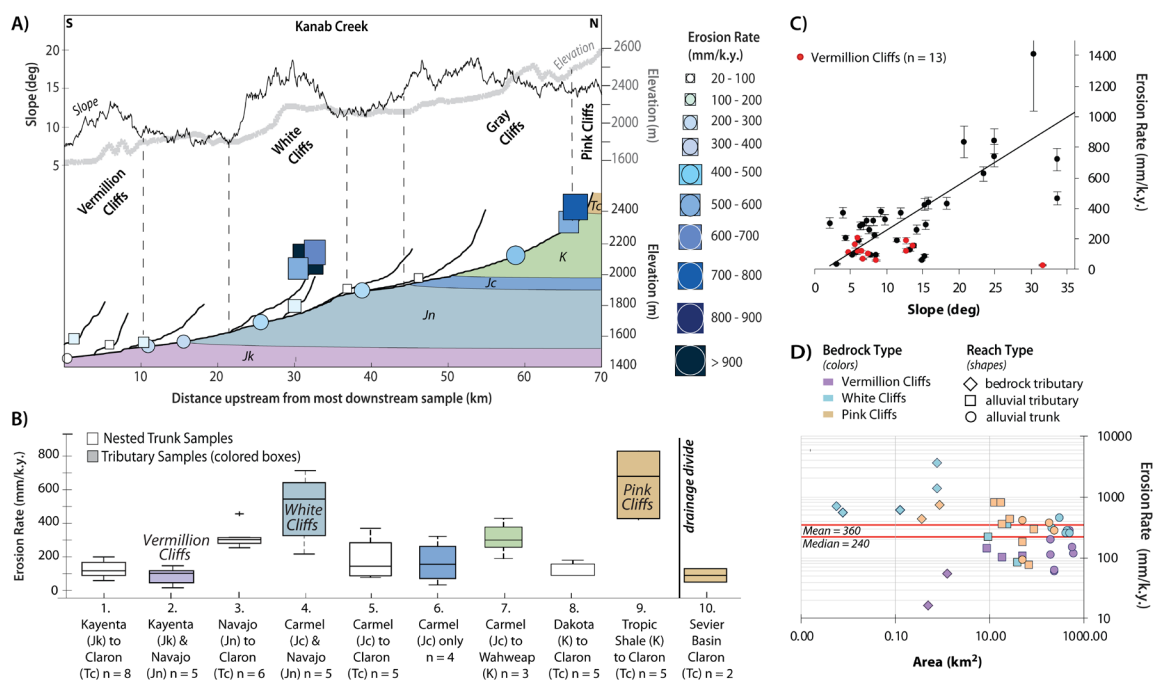 A)
S
Kanab Creek
N
Slope (deg)
20
15
10
5
Slope
Elevation
2600
2400
2200
2000
1800
1600
Elevation (m)
Vermillion
Cliffs
White
Cliffs
Gray
Cliffs
Pink Cliffs
Tc
K
Jc
Jn
Jk
2400
2200
2000
1800
1600
1400
Elevation (m)
10
20
30
40
50
60
70
Distance upstream from most downstream sample (km)
Erosion Rate
(mm/k.y.)
20 - 100
100 - 200
200 - 300
300 - 400
400 - 500
500 - 600
600-700
700 - 800
800 - 900
> 900
B)
Nested Trunk Samples
Tributary Samples (colored boxes)
Erosion Rate (mm/k.y.)
800
600
400
200
0
Vermillion
Cliffs
White
Cliffs
Pink
Cliffs
drainage divide
1.
Kayenta
(Jk) to
Claron
(Tc) n = 8
2.
Kayenta
(Jk) &
Navajo
(Jn) n = 5
3.
Navajo
(Jn) to
Claron
(Tc) n = 6
4.
Carmel
(Jc) &
Navajo
(Jn) n = 5
5.
Carmel
(Jc) to
Claron
(Tc) n = 5
6.
Carmel
(Jc) only
n = 4
7.
Carmel
(Jc) to
Wahweap
(K) n = 3
8.
Dakota
(K) to
Claron
(Tc) n = 5
9.
Tropic
Shale (K)
to Claron
(Tc) n = 5
10.
Sevier
Basin
Claron
(Tc) n = 2
C)
Vermillion Cliffs (n = 13)
1400
1200
1000
800
600
400
200
0
Erosion Rate (mm/k.y.)
0
5
10
15
20
25
30
35
Slope (deg)
D)
Bedrock Type
(colors)
Vermillion Cliffs
White Cliffs
Pink Cliffs
Reach Type
(shapes)
bedrock tributary
alluvial tributary
alluvial trunk
Mean = 360
Median = 240
10000
1000
100
10
Erosion Rate (mm/k.y.)
0.00
0.10
10.00
1000.00
Area (km²)